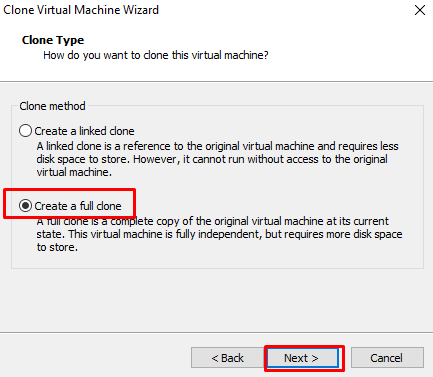 Clone Virtual Machine Wizard
Clone Type
How do you want to clone this virtual machine?
Clone method
Create a linked clone
A linked clone is a reference to the original virtual machine and requires less
disk space to store. However, it cannot run without access to the original
virtual machine.
Create a full clone
A full clone is a complete copy of the original virtual machine at its current
state. This virtual machine is fully independent, but requires more disk space
to store.
< Back Next > Cancel